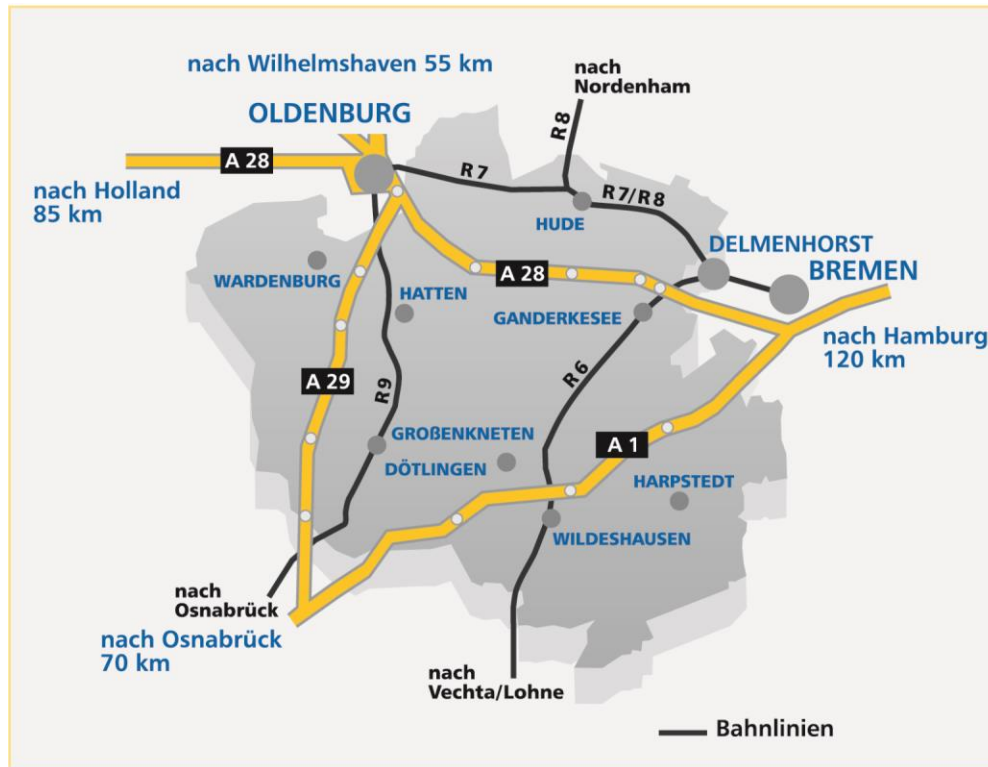 nach Wilhelmshaven 55 km
nach
Nordenham
OLDENBURG
R8
A 28
R7
nach Holland
85 km
R7/R8
HUDE
DELMENHORST
BREMEN
WARDENBURG
A 28
HATTEN
GANDERKESEE
nach Hamburg
120 km
A 29
R9
R6
GROßENKNETEN
A 1
DÖTLINGEN
HARPSTEDT
WILDESHAUSEN
nach
Osnabrück
nach Osnabrück
70 km
nach
Vechta/Lohne
Bahnlinien